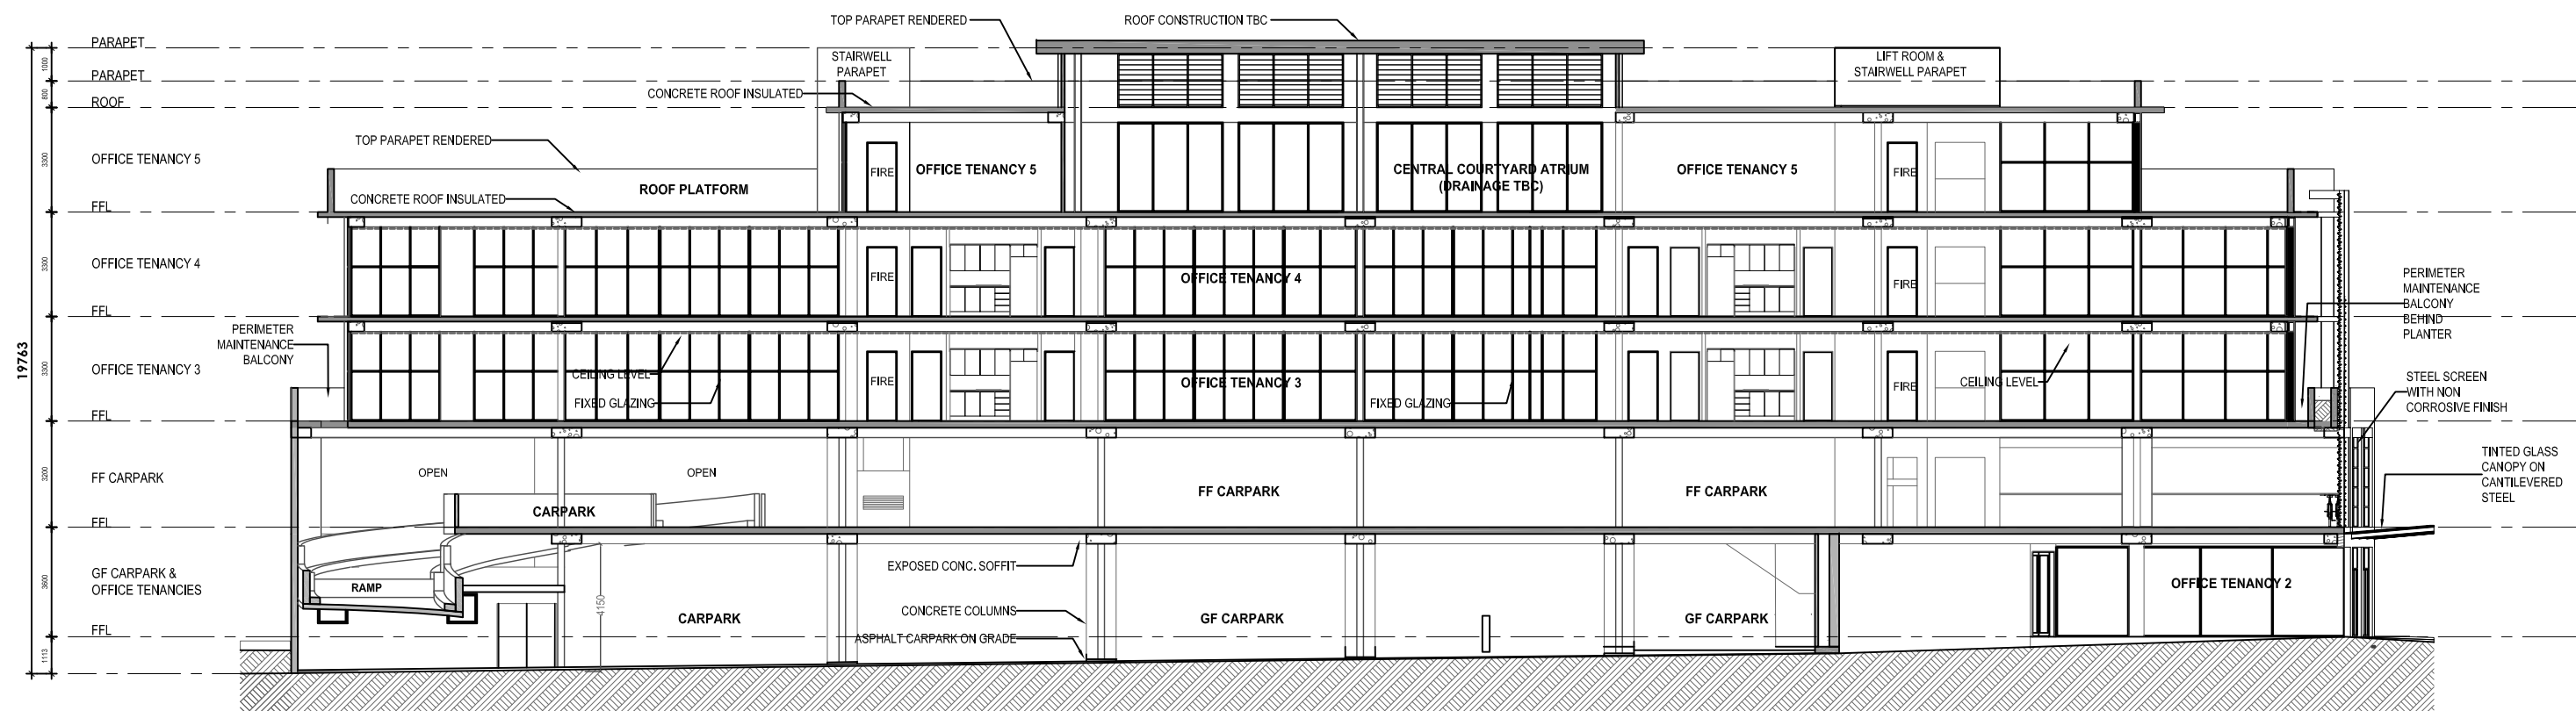 TOP PARAPET RENDERED
ROOF CONSTRUCTION TBC
PARAPET
STAIRWELL
PARAPET
LIFT ROOM &
STAIRWELL PARAPET
1000
PARAPET
800
ROOF
CONCRETE ROOF INSULATED
TOP PARAPET RENDERED
3300
OFFICE TENANCY 5
FIRE
OFFICE TENANCY 5
CENTRAL COURTYARD ATRIUM
(DRAINAGE TBC)
OFFICE TENANCY 5
FIRE
ROOF PLATFORM
CONCRETE ROOF INSULATED
FFL
3300
OFFICE TENANCY 4
FIRE
OFFICE TENANCY 4
FIRE
PERIMETER
MAINTENANCE
BALCONY
BEHIND
PLANTER
FFL
PERIMETER
MAINTENANCE
BALCONY
19763
3300
OFFICE TENANCY 3
CEILING LEVEL
FIRE
OFFICE TENANCY 3
FIRE
CEILING LEVEL
FIXED GLAZING
FIXED GLAZING
STEEL SCREEN
WITH NON
CORROSIVE FINISH
FFL
3200
FF CARPARK
OPEN
OPEN
FF CARPARK
FF CARPARK
CARPARK
TINTED GLASS
CANOPY ON
CANTILEVERED
STEEL
FFL
3600
GF CARPARK &
OFFICE TENANCIES
RAMP
4150
EXPOSED CONC. SOFFIT
OFFICE TENANCY 2
CONCRETE COLUMNS
CARPARK
GF CARPARK
GF CARPARK
FFL
ASPHALT CARPARK ON GRADE
1113